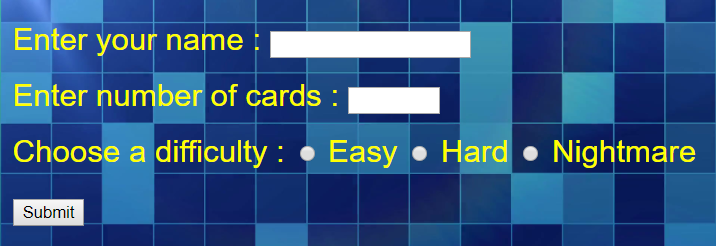 Enter your name :
Enter number of cards :
Choose a difficulty : Easy Hard Nightmare
Submit